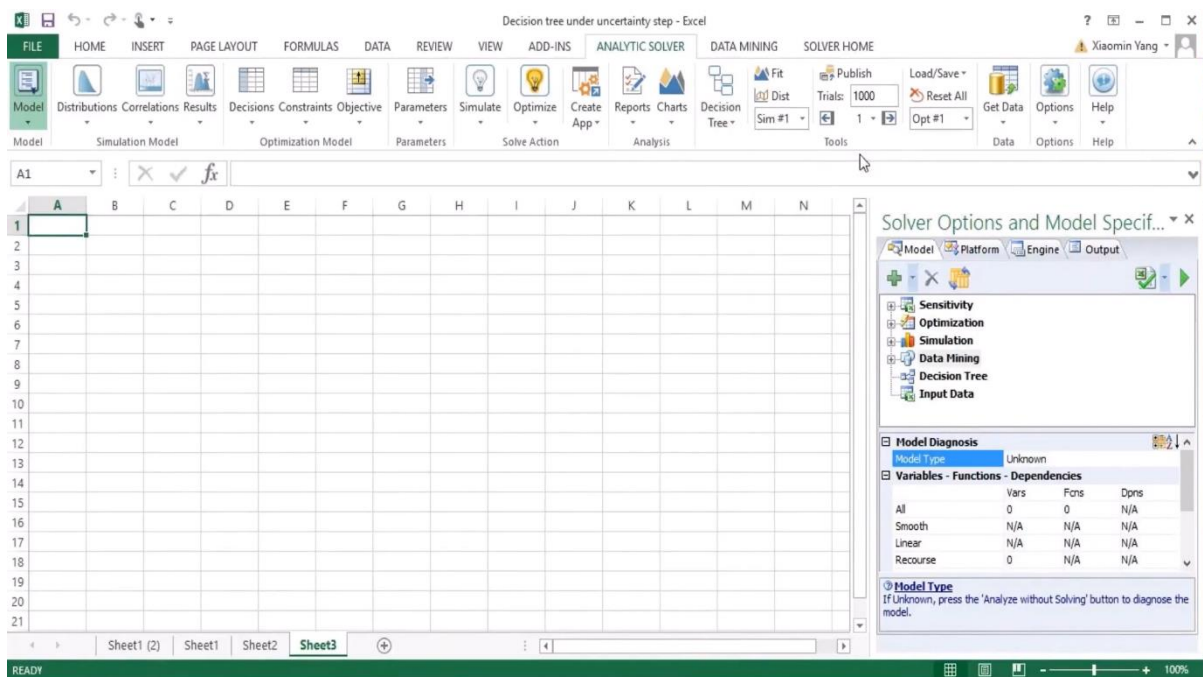 Decision tree under uncertainty step - Excel
FILE HOME INSERT PAGE LAYOUT FORMULAS DATA REVIEW VIEW ADD-INS ANALYTIC SOLVER DATA MINING SOLVER HOME Xiaomin Yang
Model Distributions Correlations Results Decisions Constraints Objective Parameters Simulate Optimize Create App Reports Charts Decision Tree
Fit Publish Load/Save
Dist Trials: 1000 Reset All
Sim #1 1 Opt #1
Get Data Options Help
Model Simulation Model Optimization Model Parameters Solve Action Analysis Tools Data Options Help
A1 fx
A B C D E F G H I J K L M N
1
2
3
4
5
6
7
8
9
10
11
12
13
14
15
16
17
18
19
20
21
Solver Options and Model Specif...
Model Platform Engine Output
Sensitivity
Optimization
Simulation
Data Mining
Decision Tree
Input Data
Model Diagnosis
Model Type Unknown
Variables - Functions - Dependencies
Vars Fcns Dpns
All 0 0 N/A
Smooth N/A N/A N/A
Linear N/A N/A N/A
Recourse 0 N/A N/A
Model Type
If Unknown, press the 'Analyze without Solving' button to diagnose the
model.
Sheet1 (2) Sheet1 Sheet2 Sheet3
READY 100%